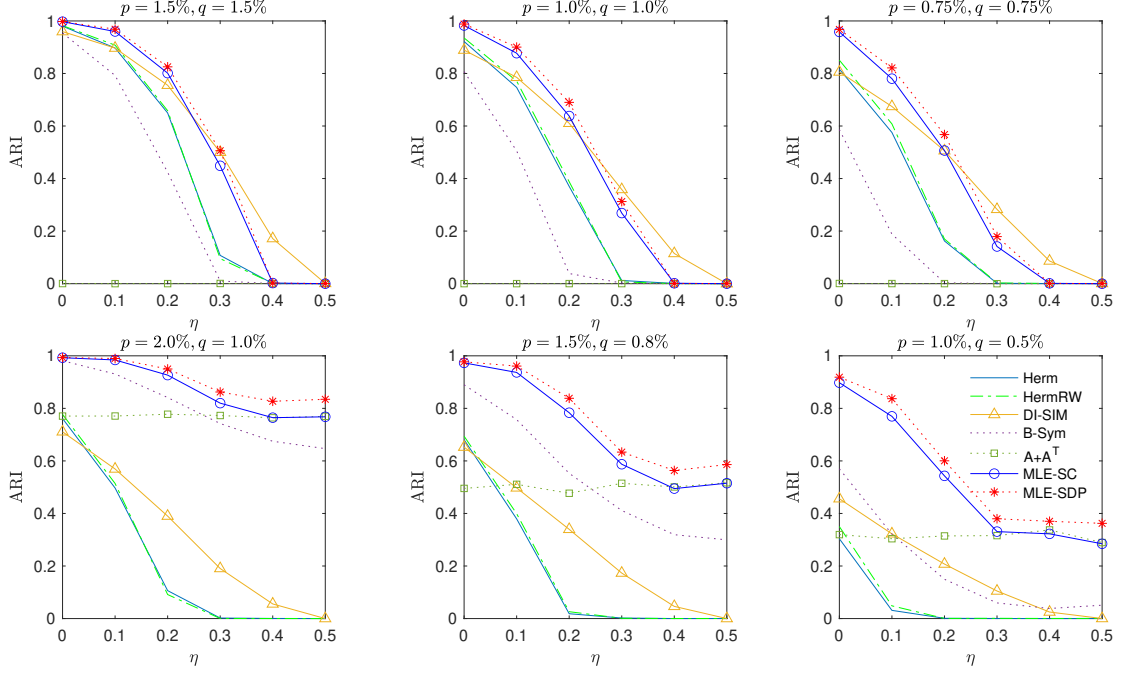 p = 1.5%, q = 1.5%
ARI
1
0.8
0.6
0.4
0.2
0
0 0.1 0.2 0.3 0.4 0.5
η
p = 1.0%, q = 1.0%
ARI
1
0.8
0.6
0.4
0.2
0
0 0.1 0.2 0.3 0.4 0.5
η
p = 0.75%, q = 0.75%
ARI
1
0.8
0.6
0.4
0.2
0
0 0.1 0.2 0.3 0.4 0.5
η
p = 2.0%, q = 1.0%
ARI
1
0.8
0.6
0.4
0.2
0
0 0.1 0.2 0.3 0.4 0.5
η
p = 1.5%, q = 0.8%
ARI
1
0.8
0.6
0.4
0.2
0
0 0.1 0.2 0.3 0.4 0.5
η
p = 1.0%, q = 0.5%
ARI
1
0.8
0.6
0.4
0.2
0
0 0.1 0.2 0.3 0.4 0.5
η
Herm
HermRW
DI-SIM
B-Sym
A+Aᵀ
MLE-SC
MLE-SDP